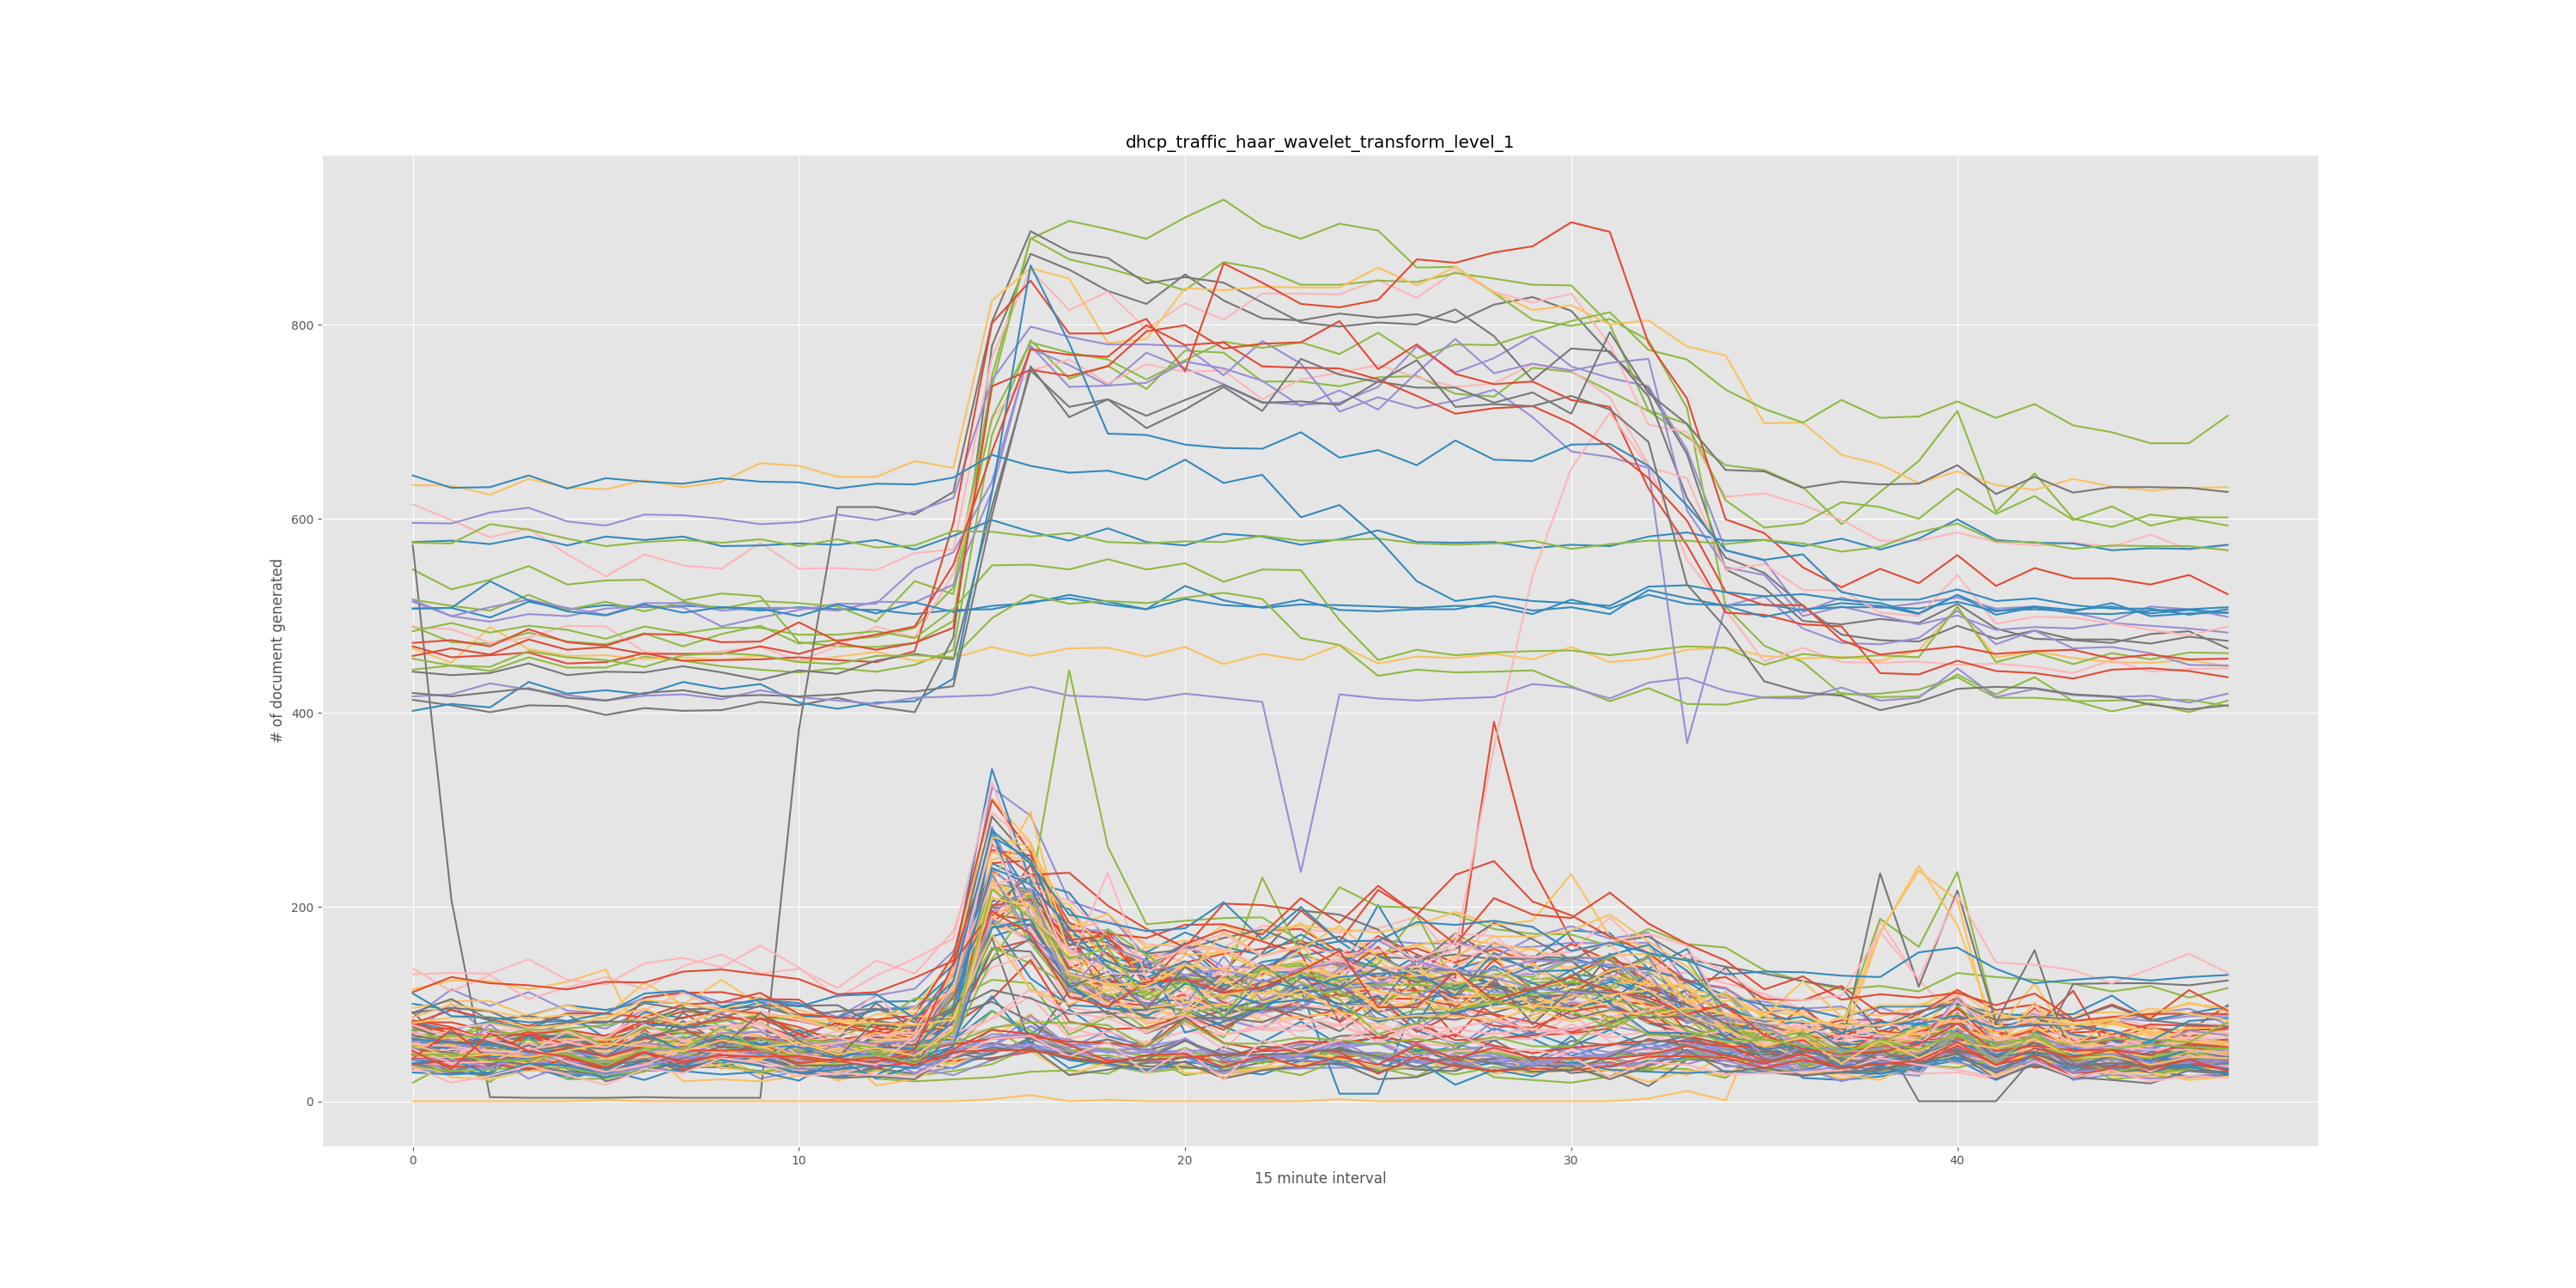 dhcp_traffic_haar_wavelet_transform_level_1
# of document generated
800
600
400
200
0
0 10 20 30 40
15 minute interval